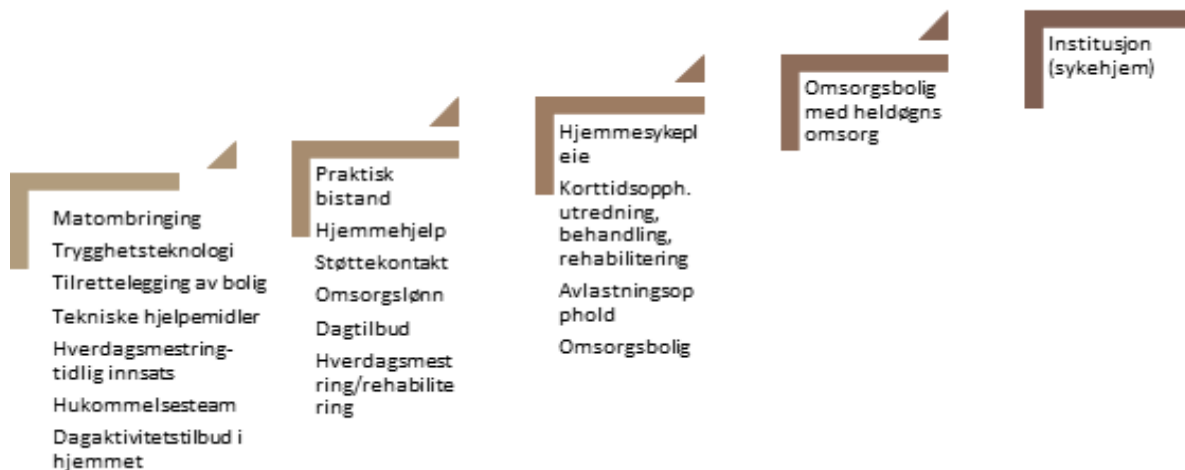 Matombringing
Trygghetsteknologi
Tilrettelegging av bolig
Tekniske hjelpemidler
Hverdagsmestring-
tidlig innsats
Hukommelsesteam
Dagaktivitetstilbud i
hjemmet
Praktisk
bistand
Hjemmehjelp
Støttekontakt
Omsorgslønn
Dagtilbud
Hverdagsmest
ring/rehabilite
ring
Hjemmesykepl
eie
Korttidsopph.
utredning,
behandling,
rehabilitering
Avlastningsop
phold
Omsorgsbolig
Omsorgsbolig
med heldøgns
omsorg
Institusjon
(sykehjem)